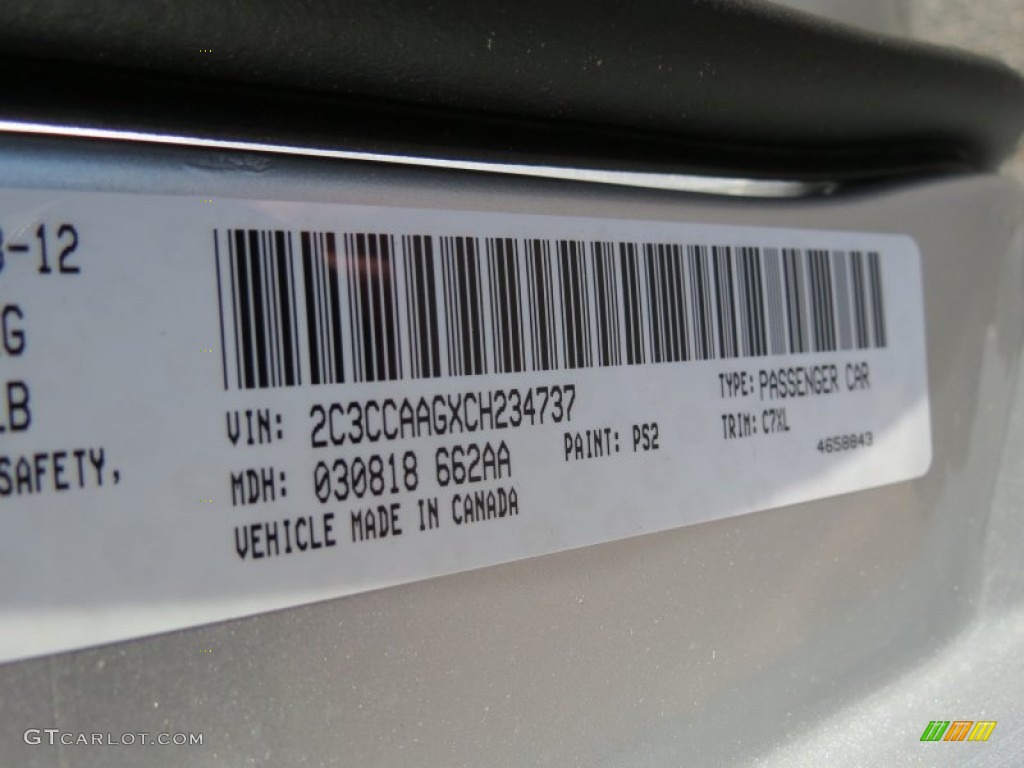 -12
G
LB
SAFETY,
VIN: 2C3CCAAGXCH234737
TYPE: PASSENGER CAR
MDH: 030818 662AA
PAINT: PS2
TRIM: C7XL
VEHICLE MADE IN CANADA
4658843
GTCARLOT.COM